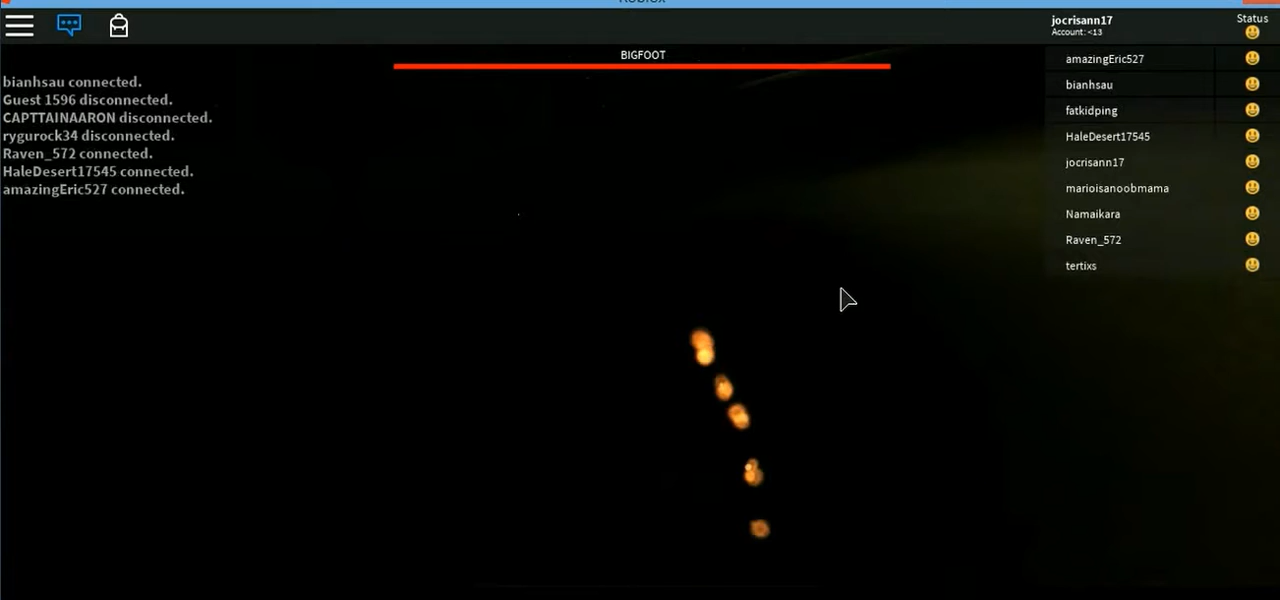 Roblox
jocrisann17
Account: <13
Status
BIGFOOT
bianhsau connected.
Guest 1596 disconnected.
CAPTTAINAARON disconnected.
rygurock34 disconnected.
Raven_572 connected.
HaleDesert17545 connected.
amazingEric527 connected.
amazingEric527
bianhsau
fatkidping
HaleDesert17545
jocrisann17
marioisanoobmama
Namaikara
Raven_572
tertixs